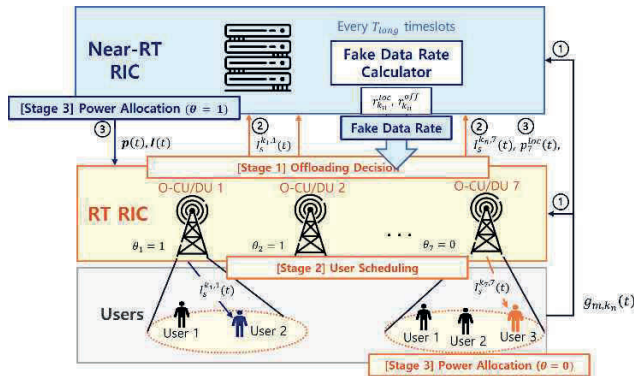 Every T_long timeslots
Near-RT
RIC
Fake Data Rate
Calculator
①
r_{k_n}^{loc}, r_{k_n}^{off}
[Stage 3] Power Allocation (θ = 1)
③
p(t), I(t)
②
I_s^{k_1,1}(t)
Fake Data Rate
②
③
I_s^{k_n,7}(t), p_7^{loc}(t),
[Stage 1] Offloading Decision
O-CU/DU 1
O-CU/DU 2
O-CU/DU 7
RT RIC
①
θ_1 = 1
θ_2 = 1
...
θ_7 = 0
[Stage 2] User Scheduling
I_s^{k_1,1}(t)
I_s^{k_7,7}(t)
g_{m,k_n}(t)
Users
User 1
User 2
User 1
User 2
User 3
[Stage 3] Power Allocation (θ = 0)